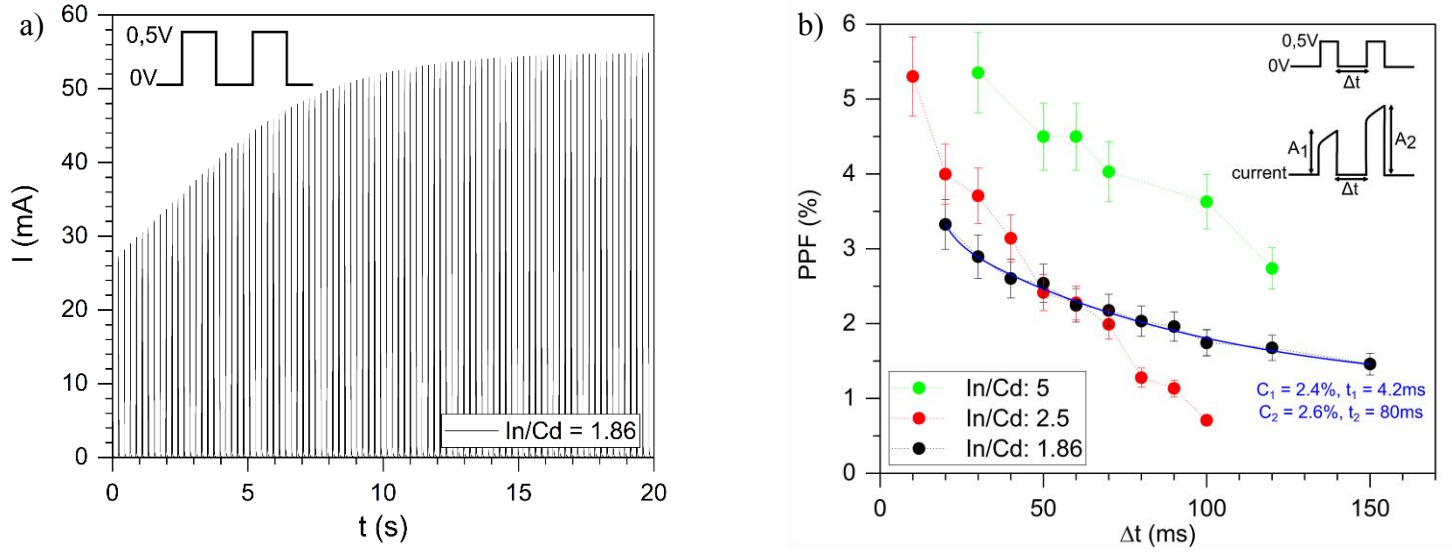 a)
60
50
40
30
20
10
0
I (mA)
0,5V
0V
In/Cd = 1.86
0 5 10 15 20
t (s)
b)
6
5
4
3
2
1
0
PPF (%)
0,5V
0V
Δt
A1
A2
current
Δt
In/Cd: 5
In/Cd: 2.5
In/Cd: 1.86
C1 = 2.4%, t1 = 4.2ms
C2 = 2.6%, t2 = 80ms
0 50 100 150
Δt (ms)